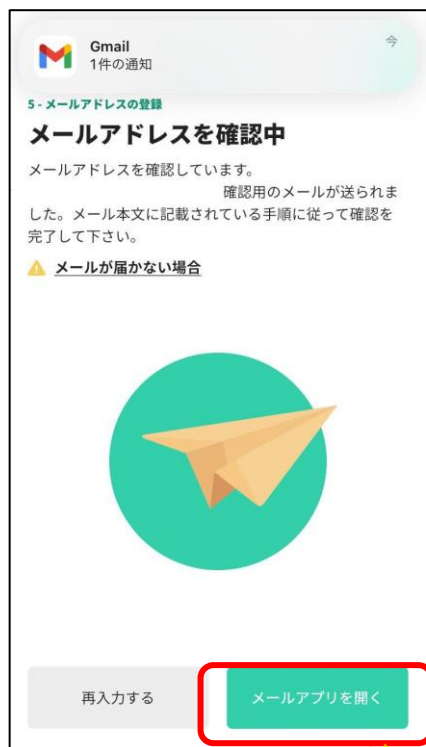 Gmail
今
1件の通知
5 - メールアドレスの登録
メールアドレスを確認中
メールアドレスを確認しています。
確認用のメールが送られま
した。メール本文に記載されている手順に従って確認を
完了して下さい。
メールが届かない場合
再入力する
メールアプリを開く